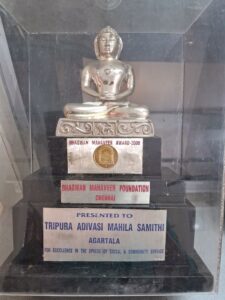 BHAGWAN MAHAVEER AWARD-2000
BHAGWAN MAHAVEER FOUNDATION
CHENNAI
PRESENTED TO
TRIPURA ADIVASI MAHILA SAMITHI
AGARTALA
FOR EXCELLENCE IN THE SPHERE OF SOCIAL & COMMUNITY SERVICE